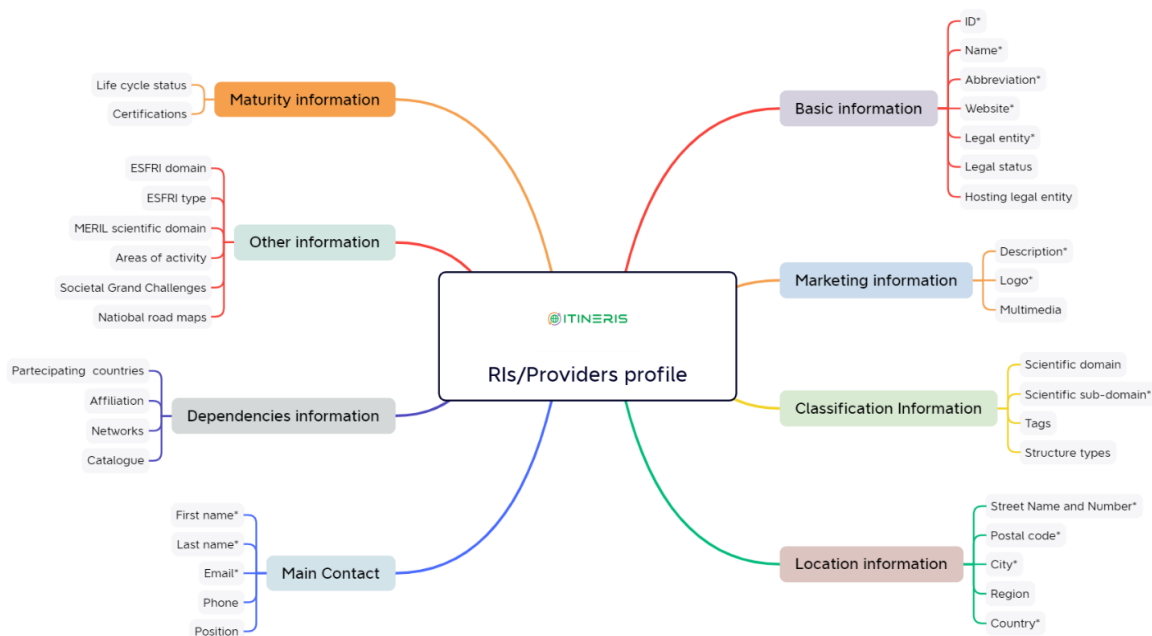 ITINERIS
RIs/Providers profile
Maturity information
Life cycle status
Certifications
Other information
ESFRI domain
ESFRI type
MERIL scientific domain
Areas of activity
Societal Grand Challenges
Natiobal road maps
Dependencies information
Partecipating countries
Affiliation
Networks
Catalogue
Main Contact
First name*
Last name*
Email*
Phone
Position
Basic information
ID*
Name*
Abbreviation*
Website*
Legal entity*
Legal status
Hosting legal entity
Marketing information
Description*
Logo*
Multimedia
Classification Information
Scientific domain
Scientific sub-domain*
Tags
Structure types
Location information
Street Name and Number*
Postal code*
City*
Region
Country*